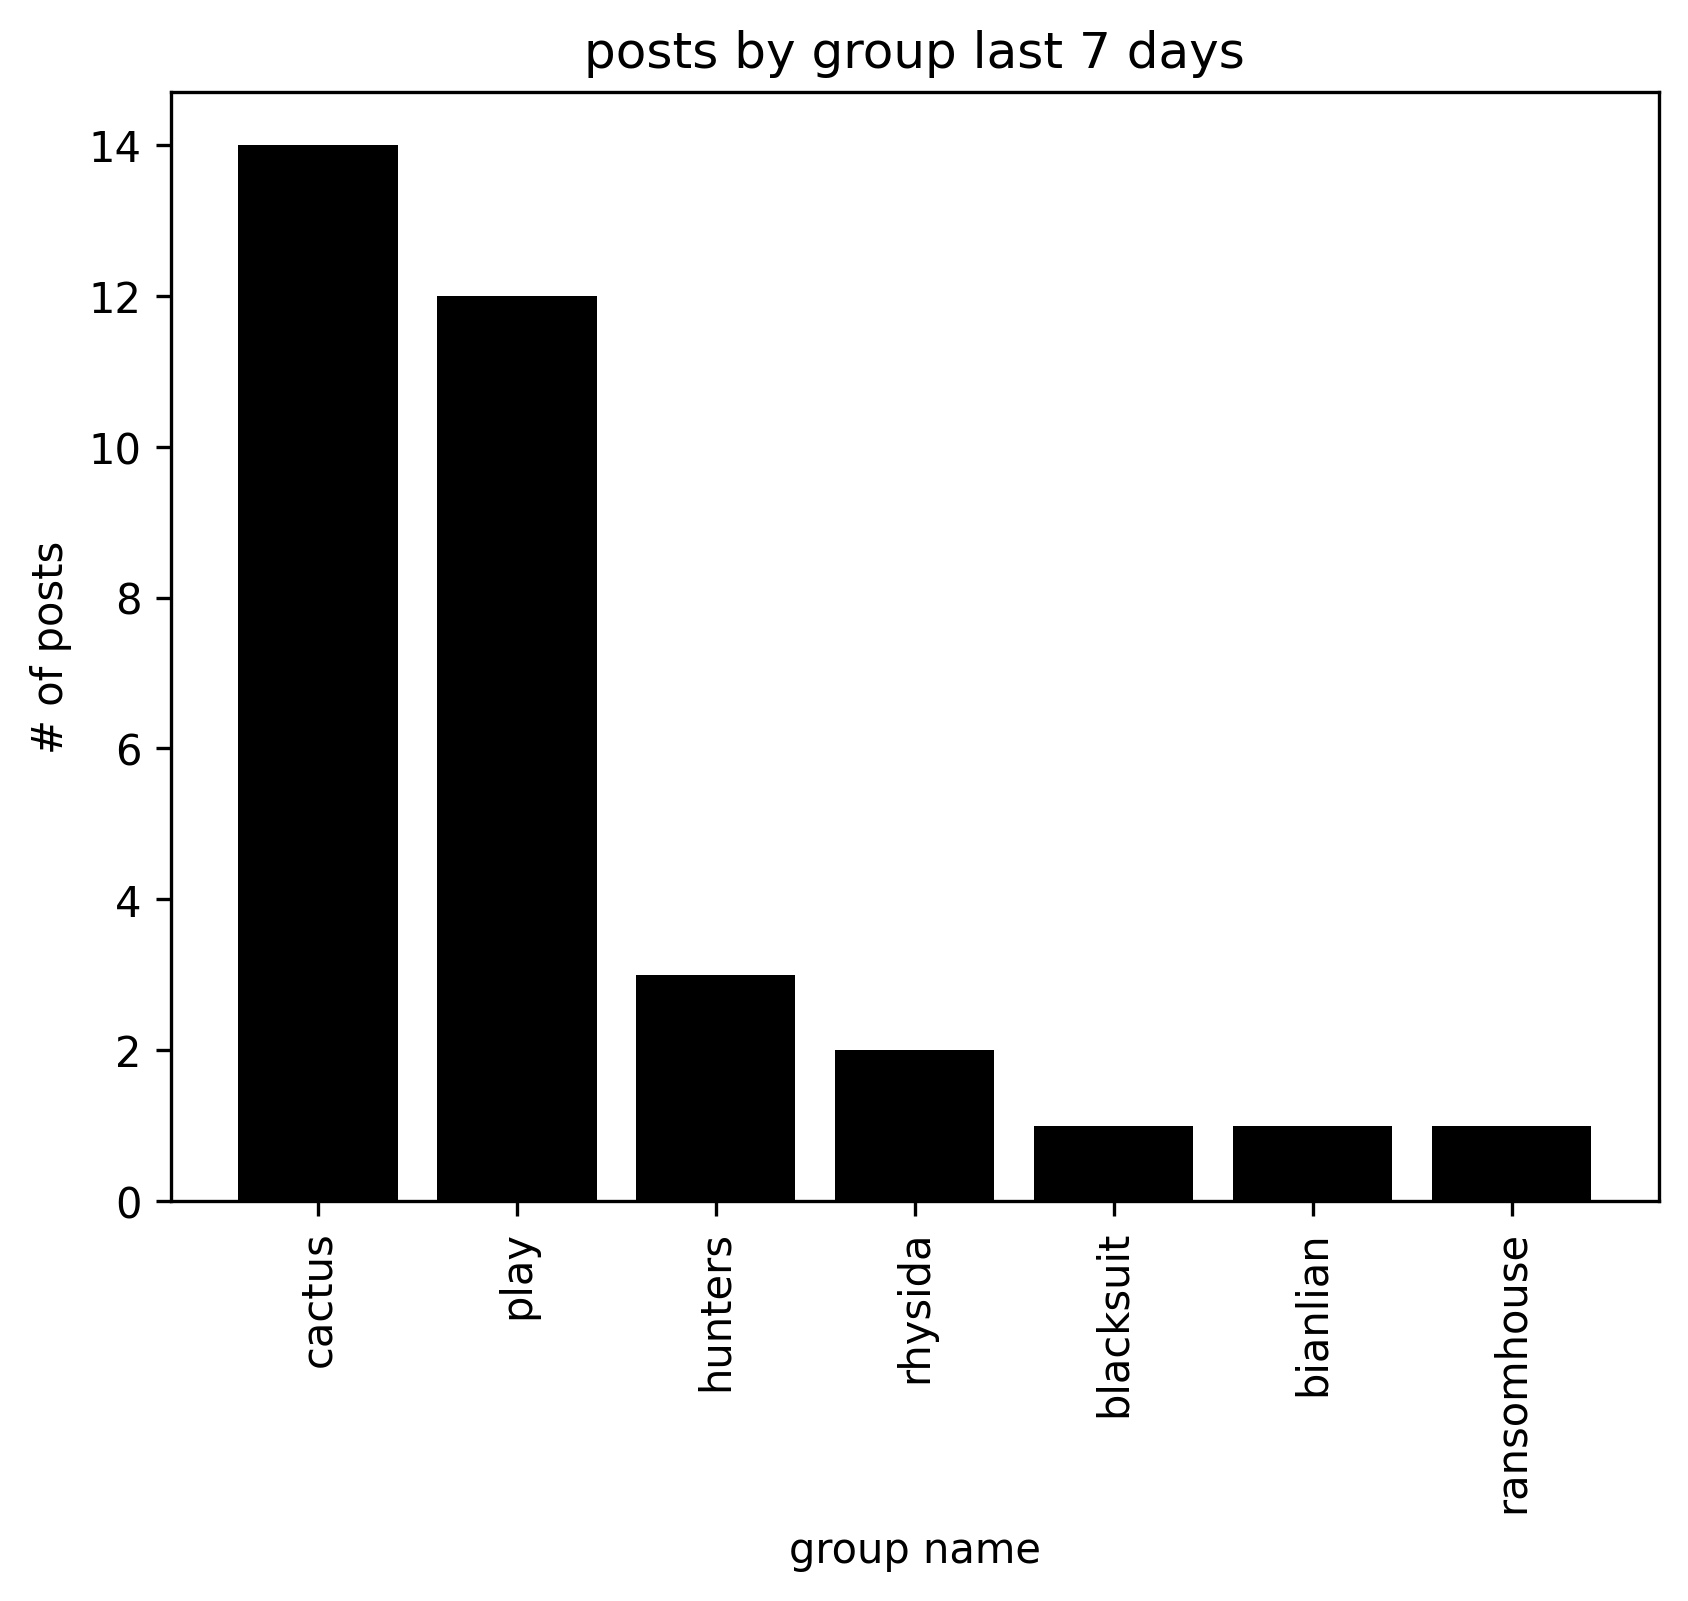 posts by group last 7 days
14
12
10
8
6
4
2
0
# of posts
cactus
play
hunters
rhysida
blacksuit
bianlian
ransomhouse
group name